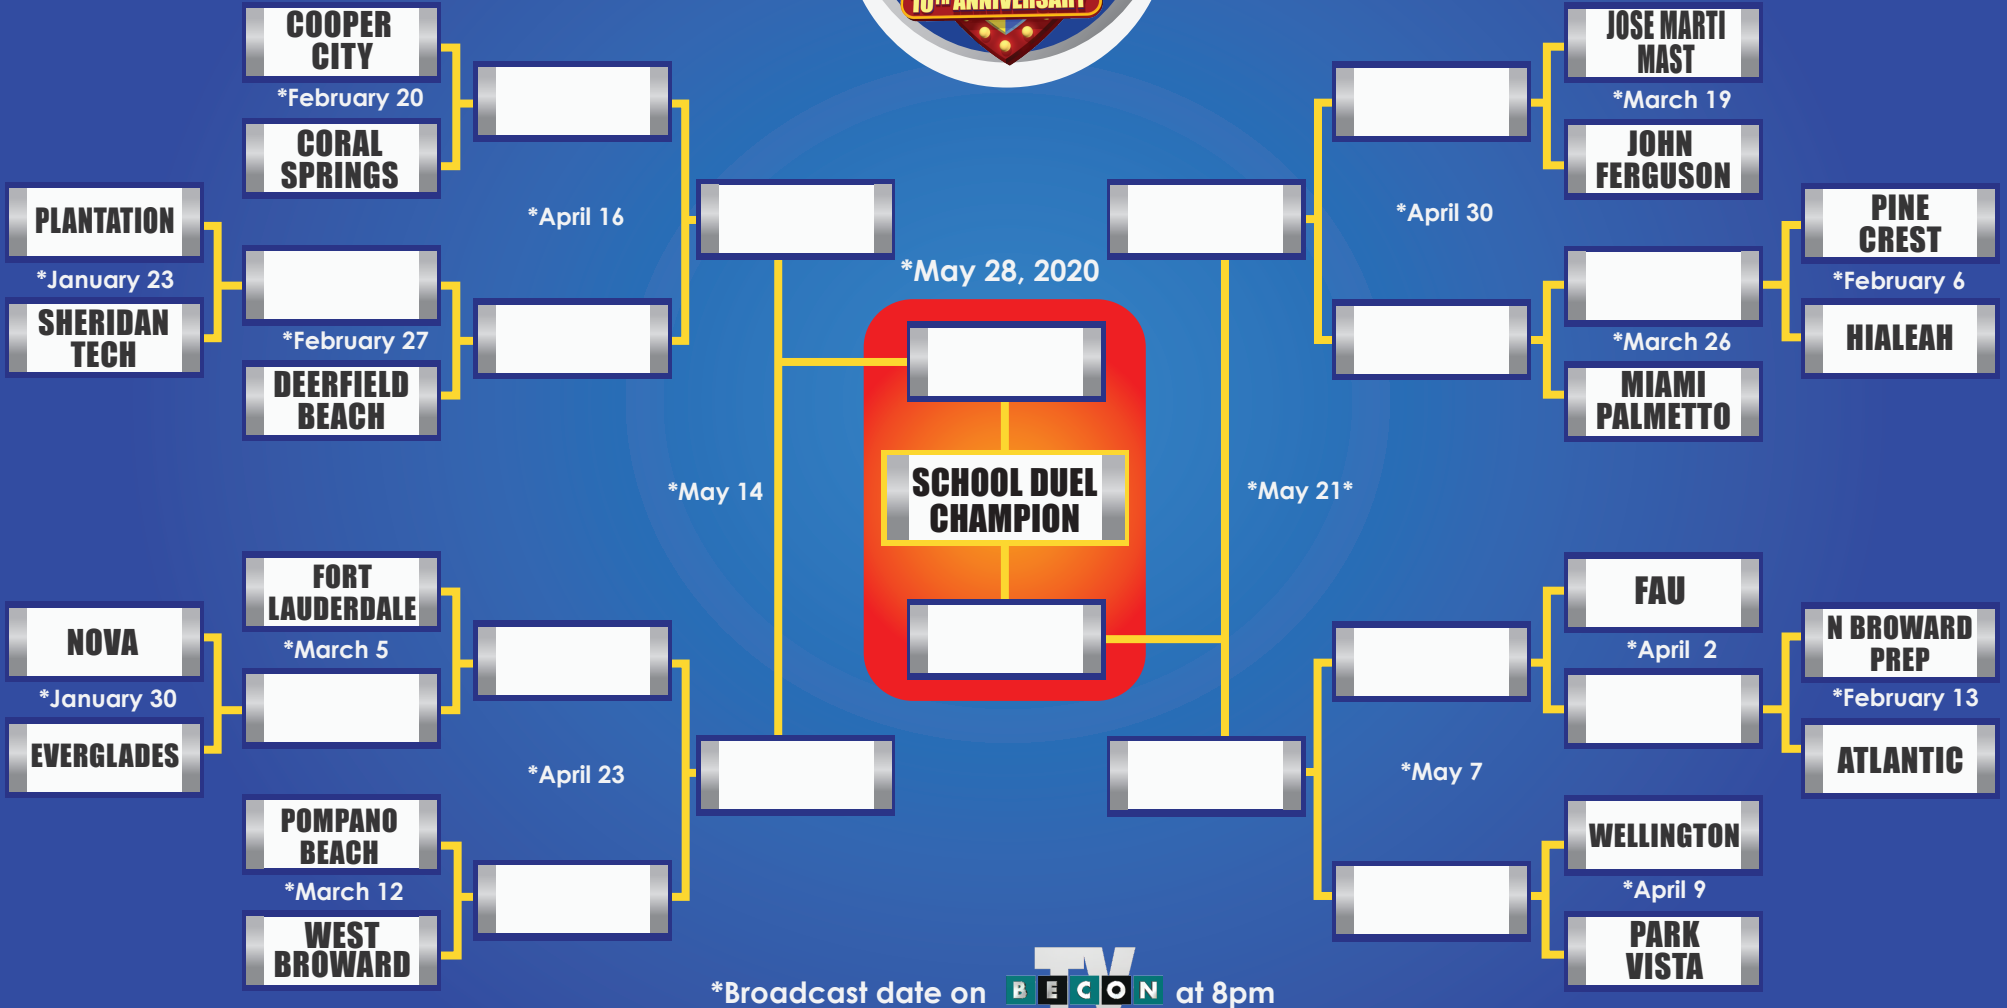 10TH ANNIVERSARY
COOPER
CITY
*February 20
CORAL
SPRINGS
PLANTATION
*January 23
SHERIDAN
TECH
*February 27
DEERFIELD
BEACH
*April 16
*May 14
FORT
LAUDERDALE
*March 5
NOVA
*January 30
EVERGLADES
POMPANO
BEACH
*March 12
WEST
BROWARD
*April 23
*May 28, 2020
SCHOOL DUEL
CHAMPION
JOSE MARTI
MAST
*March 19
JOHN
FERGUSON
*April 30
PINE
CREST
*February 6
HIALEAH
*March 26
MIAMI
PALMETTO
*May 21*
FAU
*April 2
N BROWARD
PREP
*February 13
ATLANTIC
*May 7
WELLINGTON
*April 9
PARK
VISTA
TV
*Broadcast date on BECON at 8pm